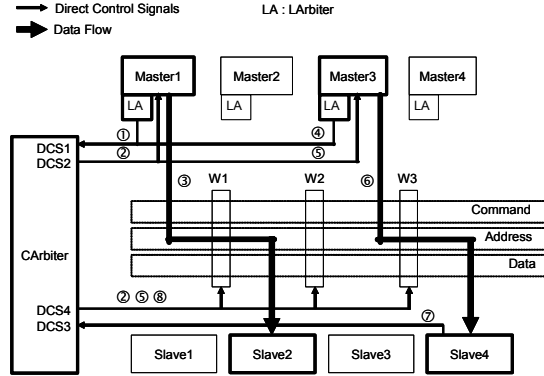 Direct Control Signals
LA : LArbiter
Data Flow
Master1
Master2
Master3
Master4
LA
LA
LA
LA
DCS1
①
④
DCS2
②
⑤
③
W1
W2
⑥
W3
Command
Address
CArbiter
Data
DCS4
② ⑤ ⑧
DCS3
⑦
Slave1
Slave2
Slave3
Slave4